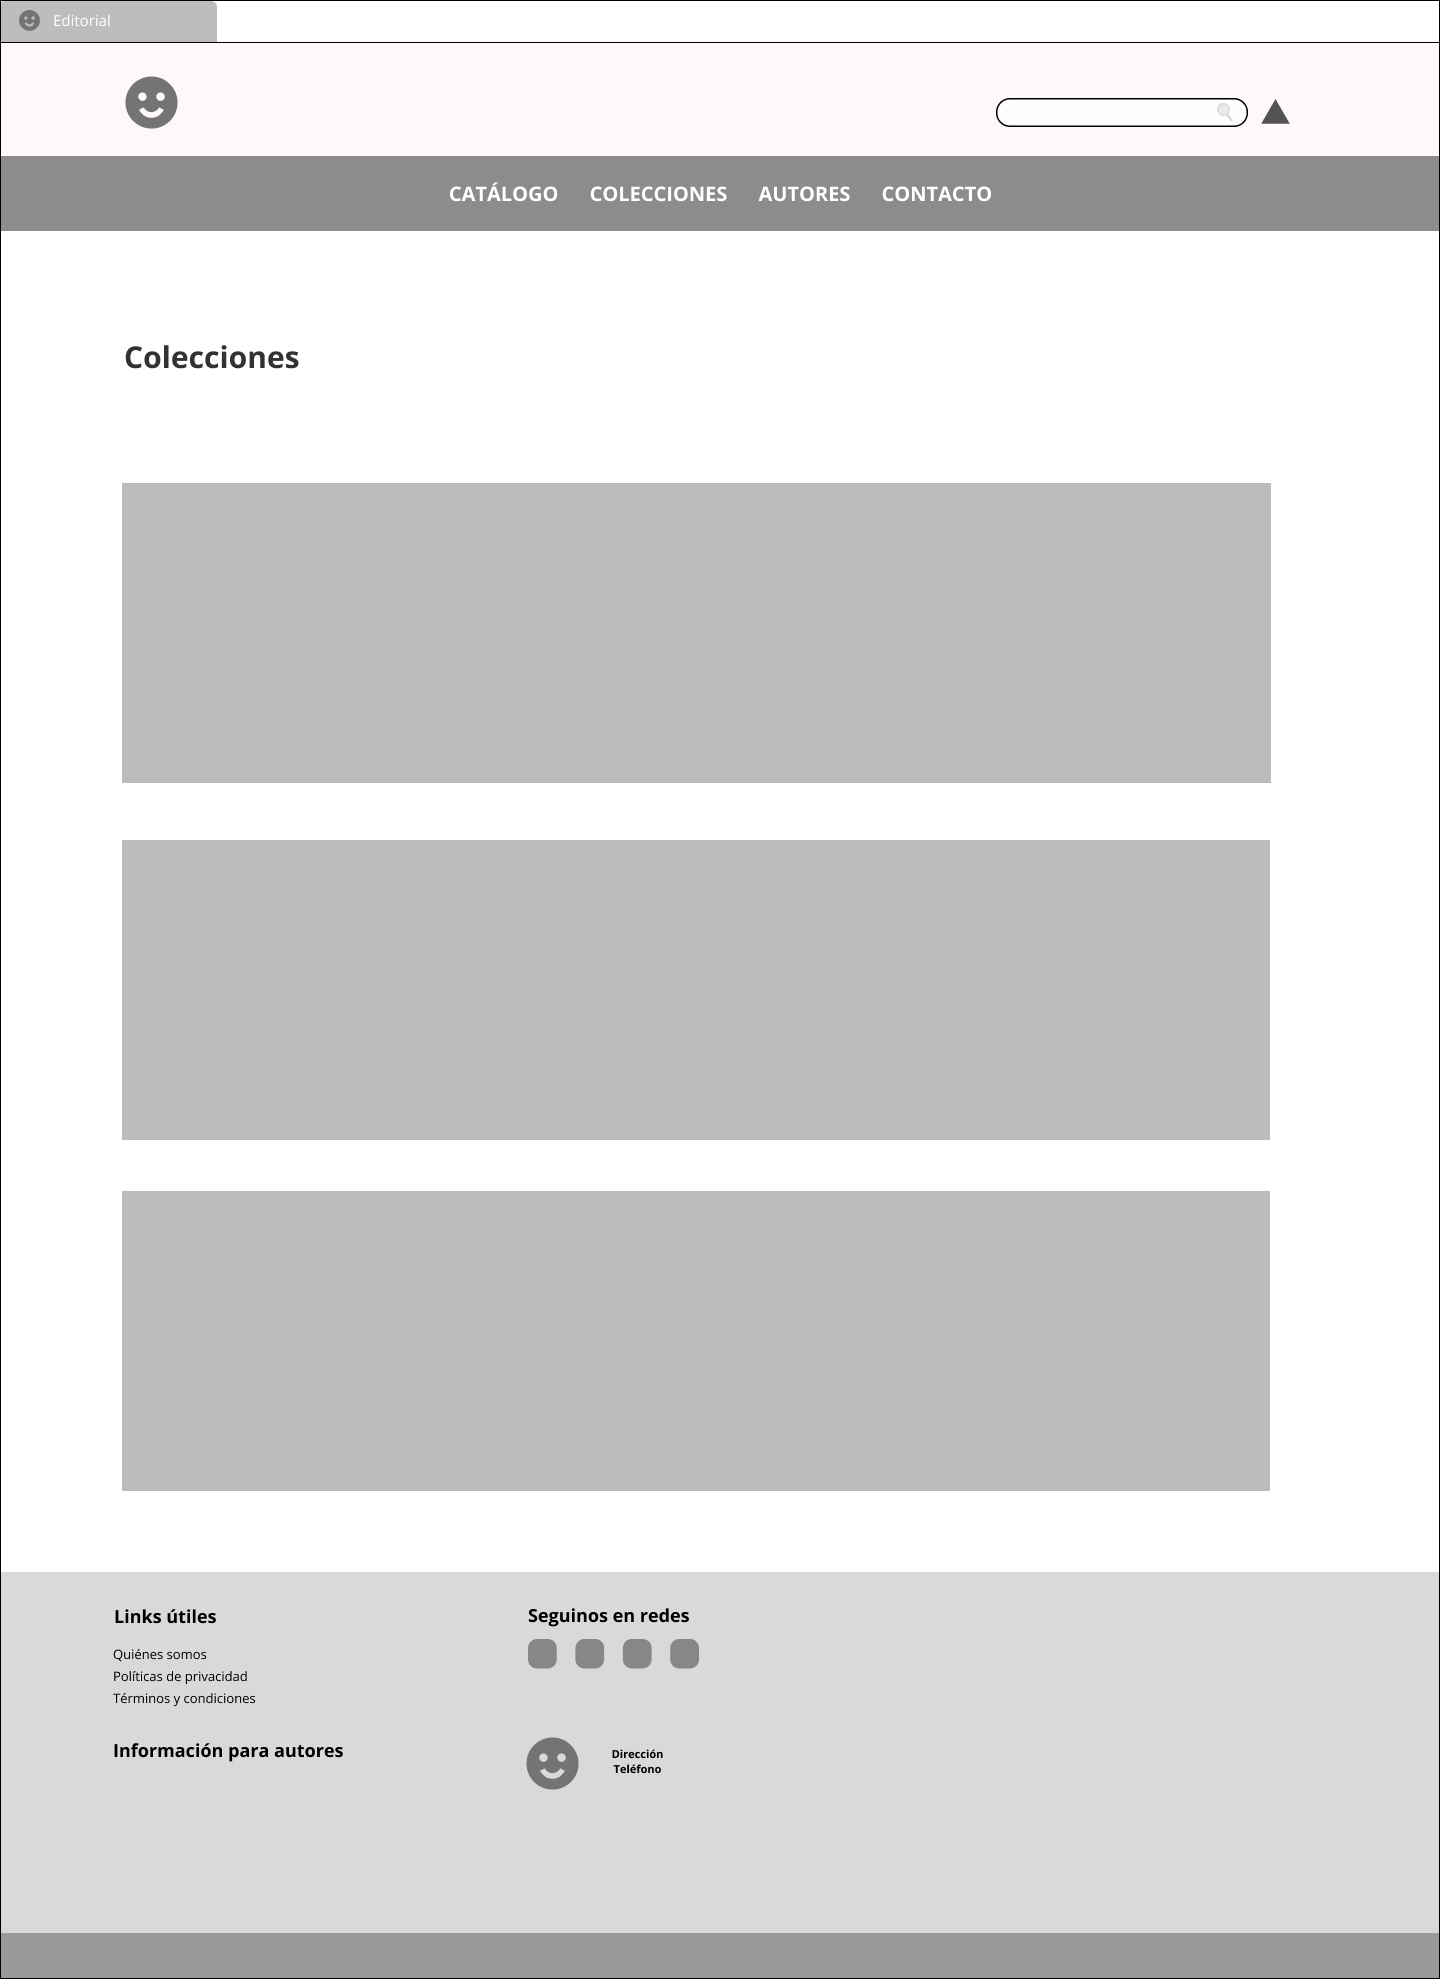 Editorial
CATÁLOGO COLECCIONES AUTORES CONTACTO
Colecciones
Links útiles
Quiénes somos
Políticas de privacidad
Términos y condiciones
Información para autores
Seguinos en redes
Dirección
Teléfono